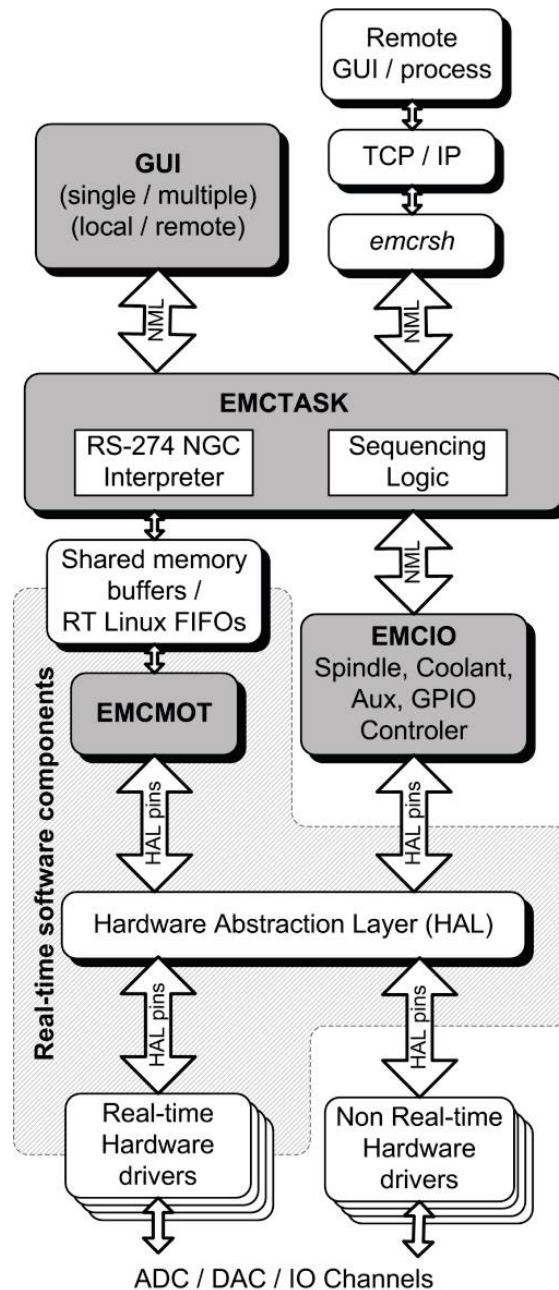 Remote
GUI / process
TCP / IP
emcrsh
GUI
(single / multiple)
(local / remote)
NML
NML
EMCTASK
RS-274 NGC
Interpreter
Sequencing
Logic
Shared memory
buffers /
RT Linux FIFOs
NML
EMCMOT
EMCIO
Spindle, Coolant,
Aux, GPIO
Controler
Real-time software components
HAL pins
HAL pins
Hardware Abstraction Layer (HAL)
HAL pins
HAL pins
Real-time
Hardware
drivers
Non Real-time
Hardware
drivers
ADC / DAC / IO Channels